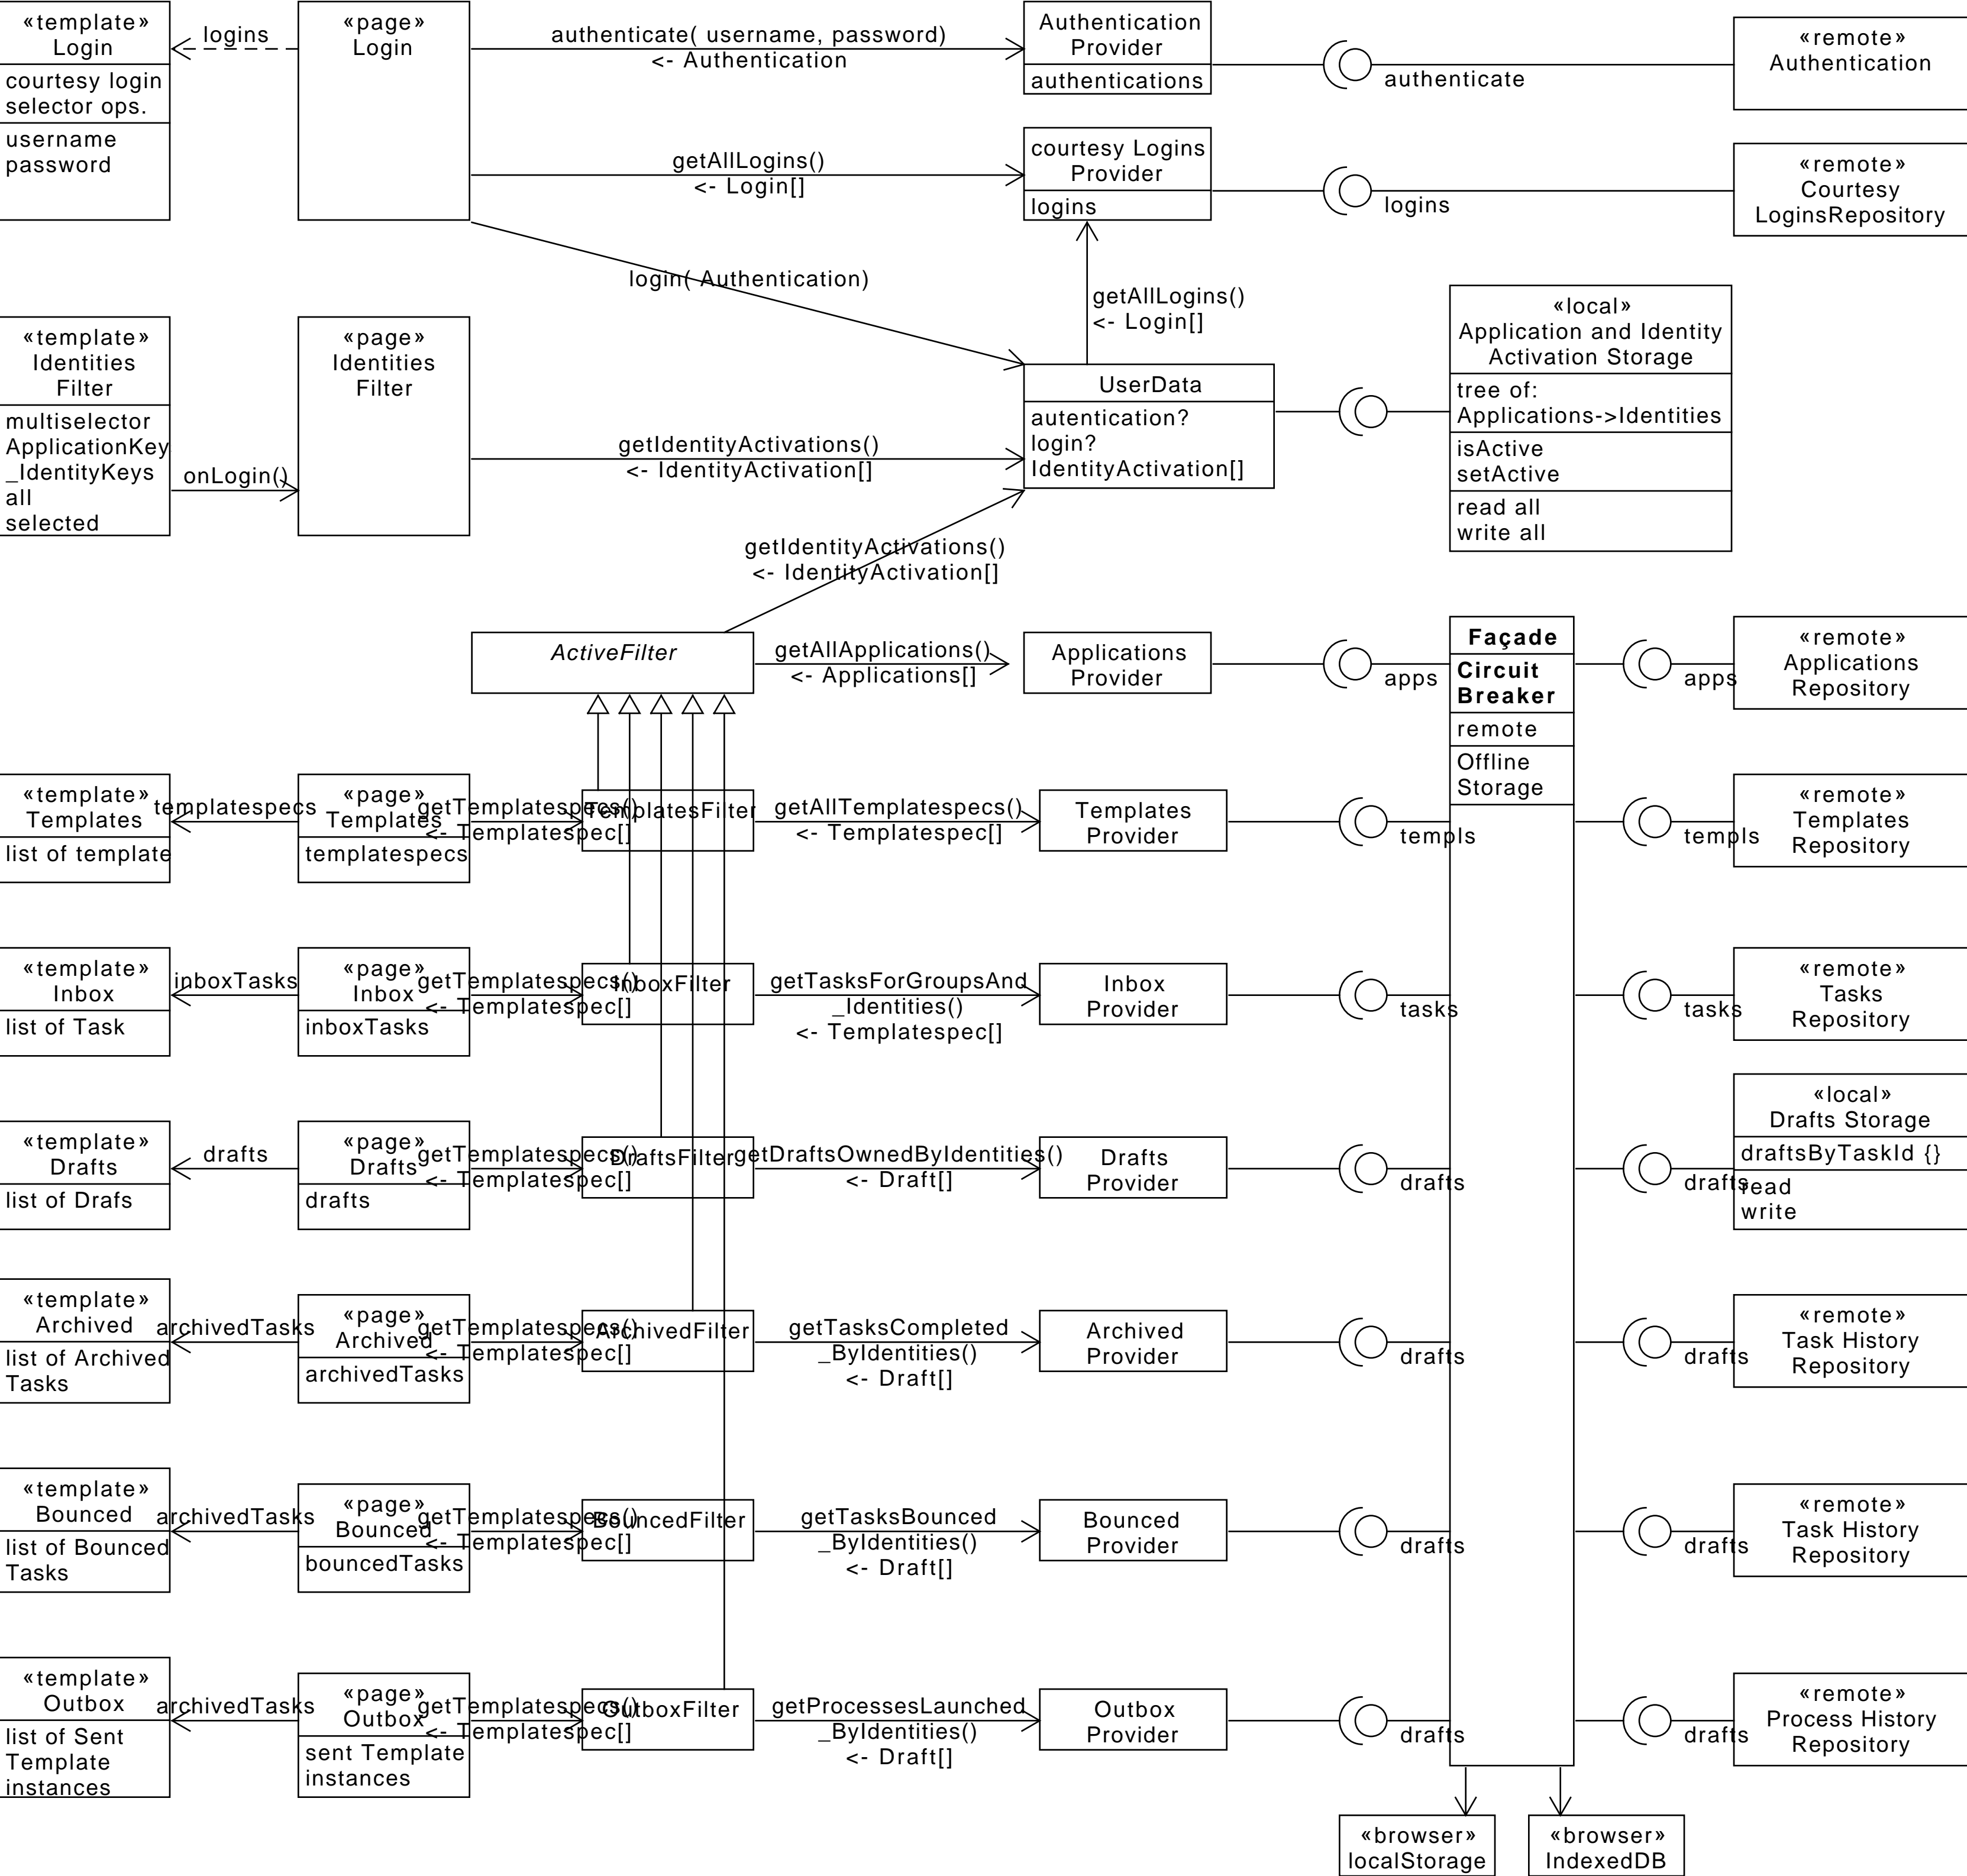 «template»
Login
courtesy login
selector ops.
username
password
logins
«page»
Login
authenticate( username, password)
<- Authentication
Authentication
Provider
authentications
authenticate
«remote»
Authentication
getAllLogins()
<- Login[]
courtesy Logins
Provider
logins
logins
«remote»
Courtesy
LoginsRepository
login( Authentication)
getAllLogins()
<- Login[]
«template»
Identities
Filter
multiselector
ApplicationKey
_IdentityKeys
all
selected
onLogin()
«page»
Identities
Filter
getIdentityActivations()
<- IdentityActivation[]
UserData
autentication?
login?
IdentityActivation[]
«local»
Application and Identity
Activation Storage
tree of:
Applications->Identities
isActive
setActive
read all
write all
getIdentityActivations()
<- IdentityActivation[]
ActiveFilter
getAllApplications()
<- Applications[]
Applications
Provider
apps
Façade
Circuit
Breaker
remote
Offline
Storage
apps
«remote»
Applications
Repository
«template»
Templates
list of template
templatespecs
«page»
Templates
templatespecs
getTemplatespecs()
<- Templatespec[]
TemplatesFilter
getAllTemplatespecs()
<- Templatespec[]
Templates
Provider
templs
templs
«remote»
Templates
Repository
«template»
Inbox
list of Task
inboxTasks
«page»
Inbox
inboxTasks
getTemplatespecs()
<- Templatespec[]
InboxFilter
getTasksForGroupsAnd
_Identities()
<- Templatespec[]
Inbox
Provider
tasks
tasks
«remote»
Tasks
Repository
«template»
Drafts
list of Drafs
drafts
«page»
Drafts
drafts
getTemplatespecs()
<- Templatespec[]
DraftsFilter
getDraftsOwnedByIdentities()
<- Draft[]
Drafts
Provider
drafts
drafts
«local»
Drafts Storage
draftsByTaskId {}
read
write
«template»
Archived
list of Archived
Tasks
archivedTasks
«page»
Archived
archivedTasks
getTemplatespecs()
<- Templatespec[]
ArchivedFilter
getTasksCompleted
_ByIdentities()
<- Draft[]
Archived
Provider
drafts
drafts
«remote»
Task History
Repository
«template»
Bounced
list of Bounced
Tasks
archivedTasks
«page»
Bounced
bouncedTasks
getTemplatespecs()
<- Templatespec[]
BouncedFilter
getTasksBounced
_ByIdentities()
<- Draft[]
Bounced
Provider
drafts
drafts
«remote»
Task History
Repository
«template»
Outbox
list of Sent
Template
instances
archivedTasks
«page»
Outbox
sent Template
instances
getTemplatespecs()
<- Templatespec[]
OutboxFilter
getProcessesLaunched
_ByIdentities()
<- Draft[]
Outbox
Provider
drafts
drafts
«remote»
Process History
Repository
«browser»
localStorage
«browser»
IndexedDB